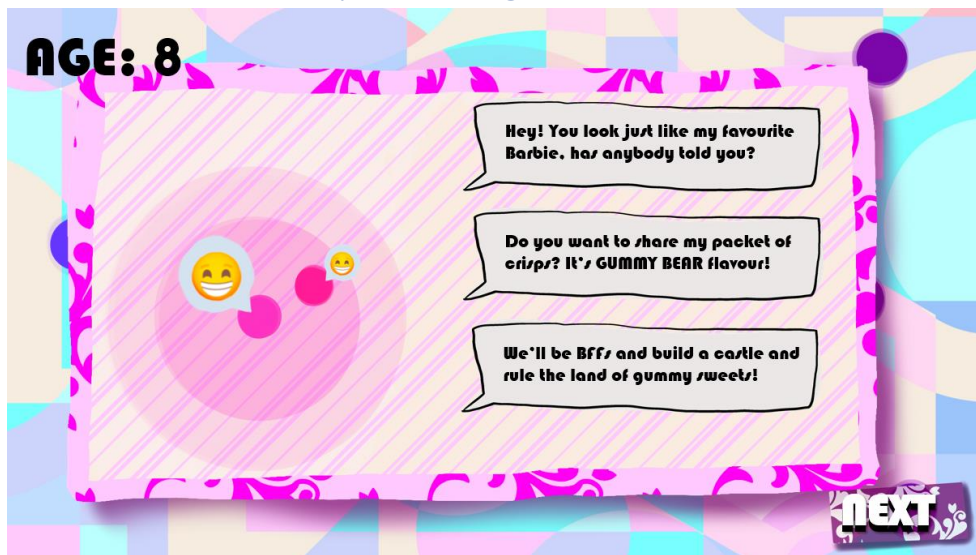 AGE: 8
Hey! You look just like my favourite
Barbie, has anybody told you?
Do you want to share my packet of
crisps? It's GUMMY BEAR flavour!
We'll be BFFs and build a castle and
rule the land of gummy sweets!
NEXT